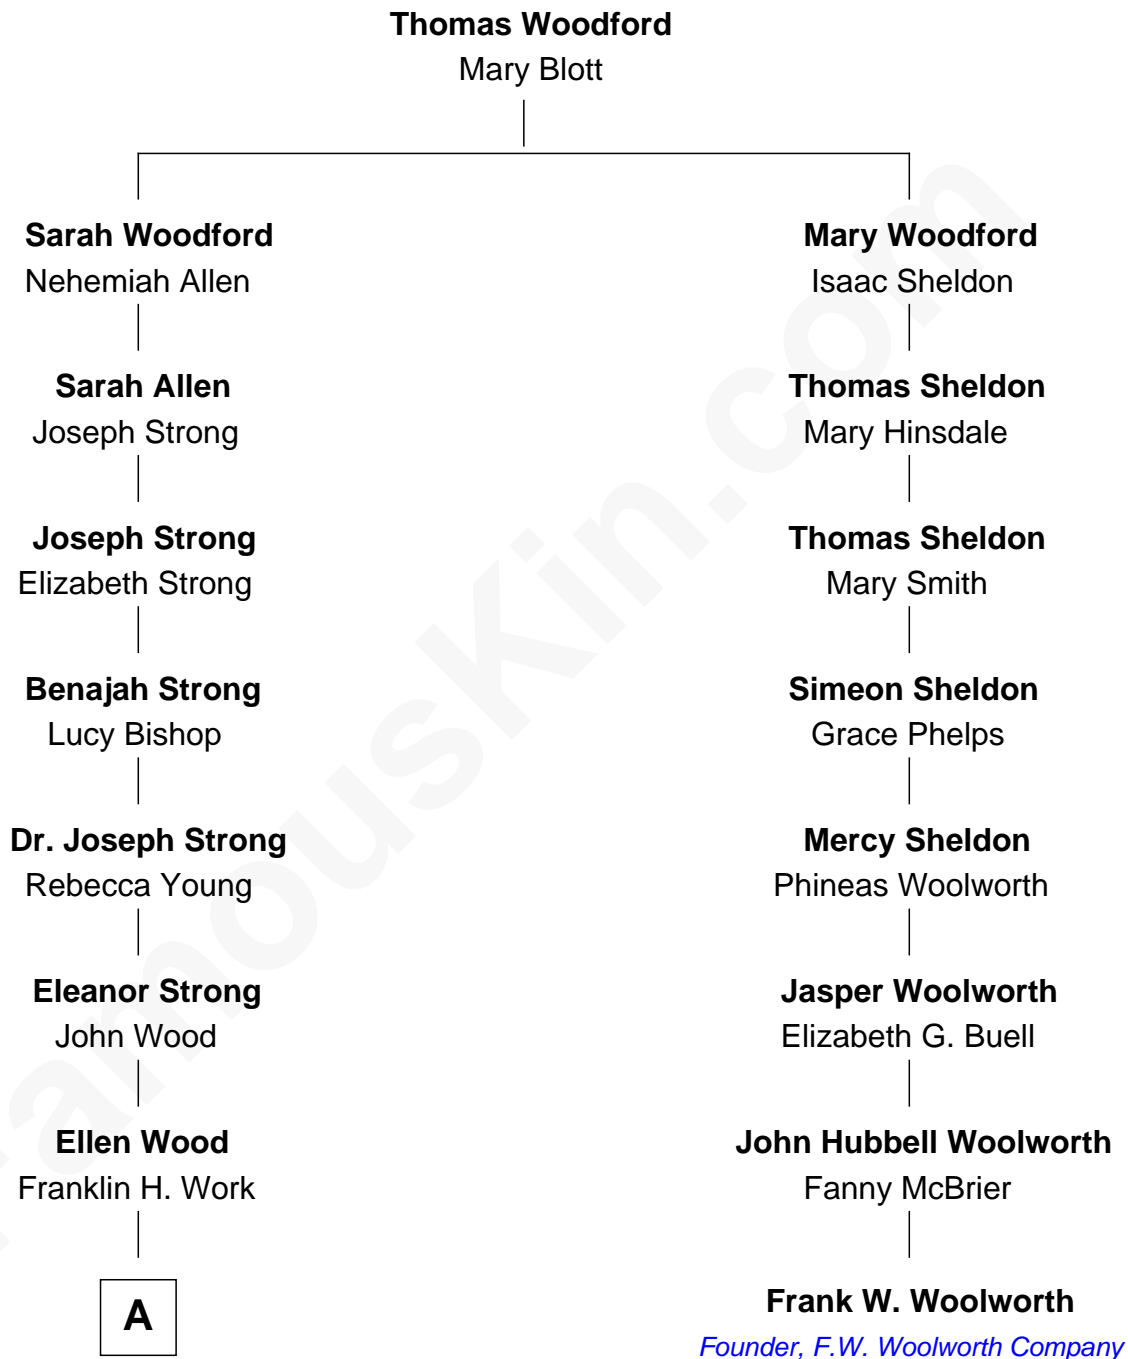 Thomas Woodford
Mary Blott
Sarah Woodford
Nehemiah Allen
Mary Woodford
Isaac Sheldon
Sarah Allen
Joseph Strong
Thomas Sheldon
Mary Hinsdale
Joseph Strong
Elizabeth Strong
Thomas Sheldon
Mary Smith
Benajah Strong
Lucy Bishop
Simeon Sheldon
Grace Phelps
Dr. Joseph Strong
Rebecca Young
Mercy Sheldon
Phineas Woolworth
Eleanor Strong
John Wood
Jasper Woolworth
Elizabeth G. Buell
Ellen Wood
Franklin H. Work
John Hubbell Woolworth
Fanny McBrier
A
Frank W. Woolworth
Founder, F.W. Woolworth Company
FamousKin.com